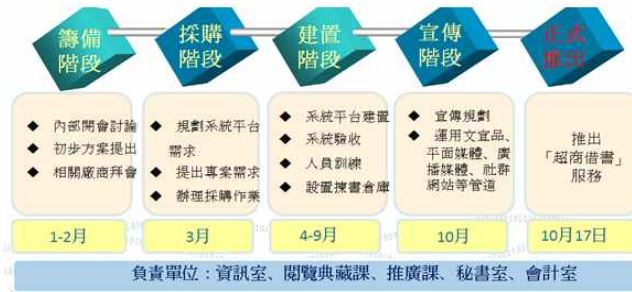 籌備
階段
採購
階段
建置
階段
宣傳
階段
正式
推出
◆ 內部開會討論
◆ 初步方案提出
◆ 相關廠商拜會
◆ 規劃系統平台
需求
◆ 提出專案需求
◆ 辦理採購作業
◆ 系統平台建置
◆ 系統驗收
◆ 人員訓練
◆ 設置揀書倉庫
◆ 宣傳規劃
◆ 運用文宣品、
平面媒體、廣
播媒體、社群
網站等管道
推出
「超商借書」
服務
1-2月
3月
4-9月
10月
10月17日
負責單位：資訊室、閱覽典藏課、推廣課、秘書室、會計室